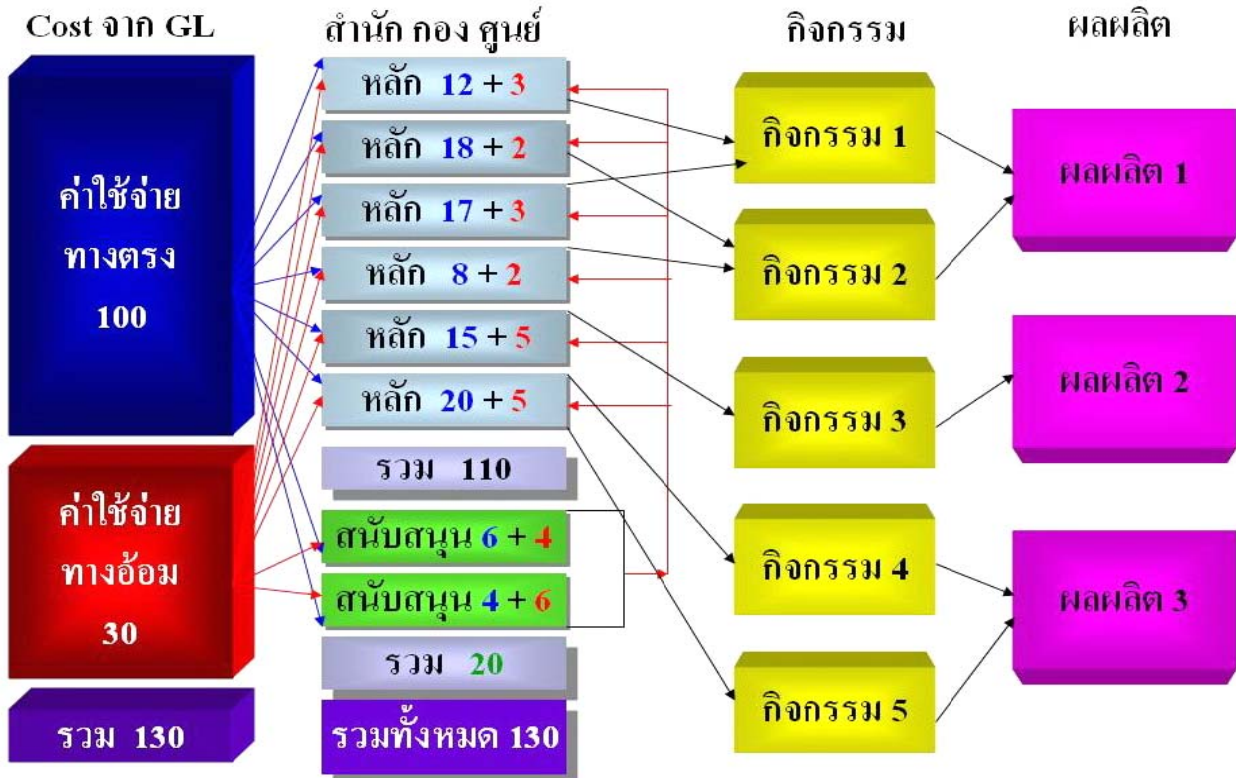 Cost จาก GL
ค่าใช้จ่าย
ทางตรง
100
ค่าใช้จ่าย
ทางอ้อม
30
รวม 130
สำนัก กอง ศูนย์
หลัก 12 + 3
หลัก 18 + 2
หลัก 17 + 3
หลัก 8 + 2
หลัก 15 + 5
หลัก 20 + 5
รวม 110
สนับสนุน 6 + 4
สนับสนุน 4 + 6
รวม 20
รวมทั้งหมด 130
กิจกรรม
กิจกรรม 1
กิจกรรม 2
กิจกรรม 3
กิจกรรม 4
กิจกรรม 5
ผลผลิต
ผลผลิต 1
ผลผลิต 2
ผลผลิต 3